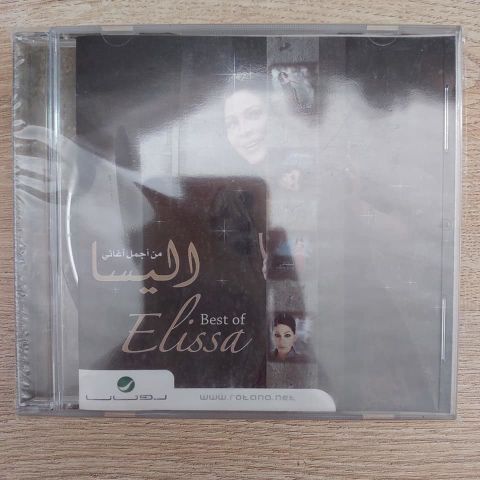 من أجمل أغاني
اليسا
Best of
Elissa
روتانا
www.rotana.net